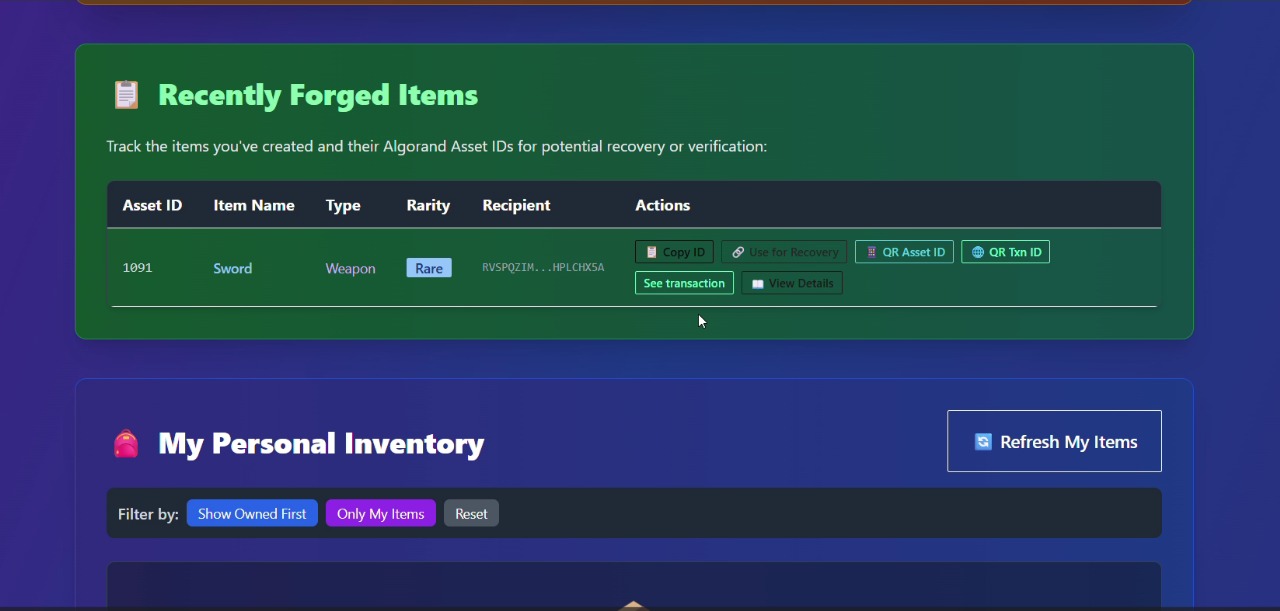 Recently Forged Items
Track the items you've created and their Algorand Asset IDs for potential recovery or verification:
Asset ID Item Name Type Rarity Recipient Actions
1091 Sword Weapon Rare RVSPQZIM...HPLCHX5A Copy ID Use for Recovery QR Asset ID QR Txn ID
See transaction View Details
My Personal Inventory
Refresh My Items
Filter by: Show Owned First Only My Items Reset